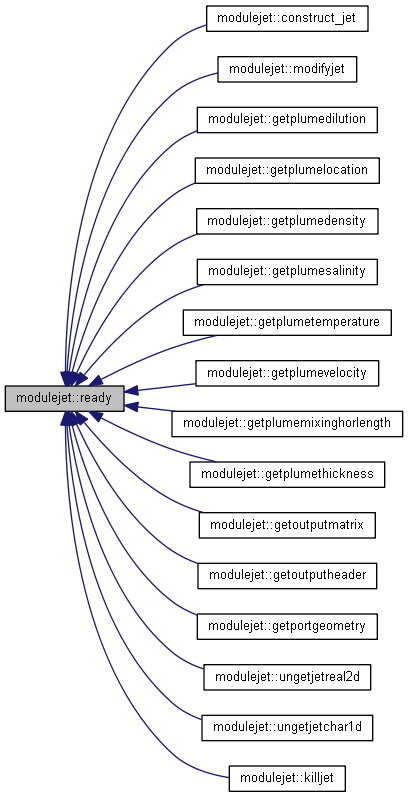 modulejet::construct_jet
modulejet::modifyjet
modulejet::getplumedilution
modulejet::getplumelocation
modulejet::getplumedensity
modulejet::getplumesalinity
modulejet::getplumetemperature
modulejet::getplumevelocity
modulejet::ready
modulejet::getplumemixinghorlength
modulejet::getplumethickness
modulejet::getoutputmatrix
modulejet::getoutputheader
modulejet::getportgeometry
modulejet::ungetjetreal2d
modulejet::ungetjetchar1d
modulejet::killjet